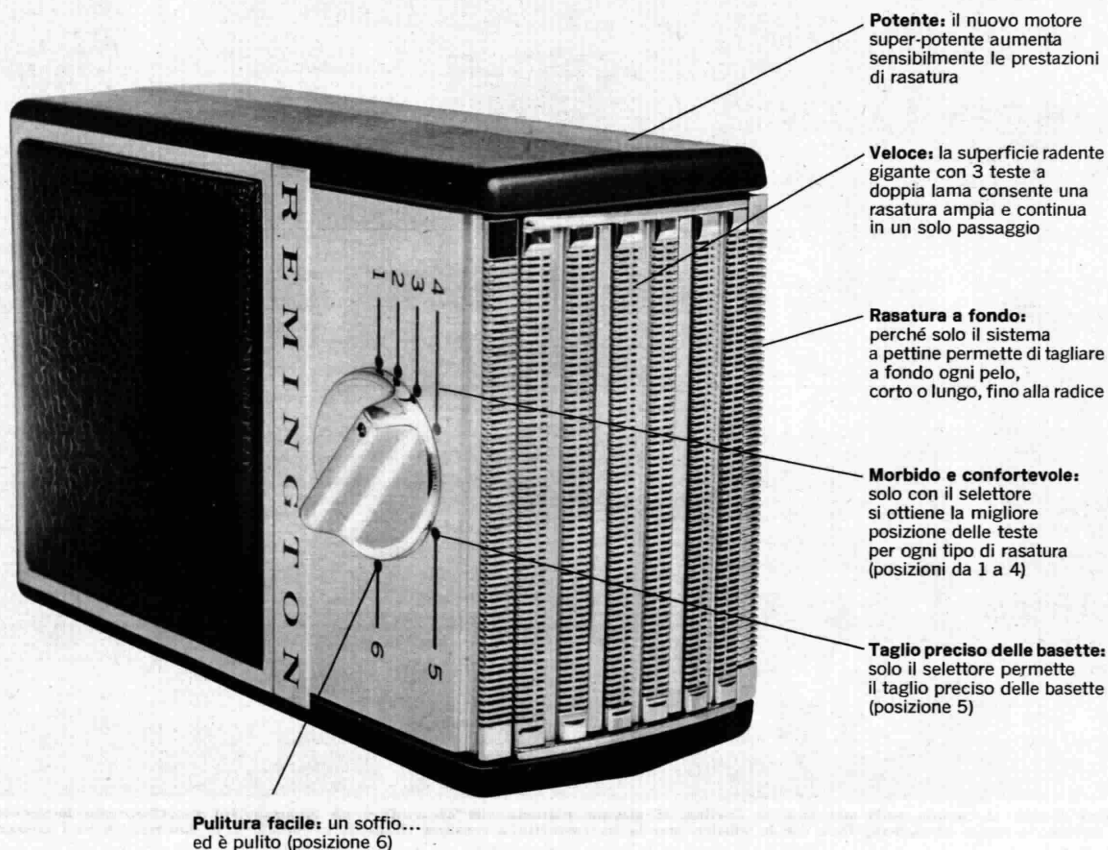 Potente: il nuovo motore
super-potente aumenta
sensibilmente le prestazioni
di rasatura
Veloce: la superficie radente
gigante con 3 teste a
doppia lama consente una
rasatura ampia e continua
in un solo passaggio
Rasatura a fondo:
perché solo il sistema
a pettine permette di tagliare
a fondo ogni pelo,
corto o lungo, fino alla radice
Morbido e confortevole:
solo con il selettore
si ottiene la migliore
posizione delle teste
per ogni tipo di rasatura
(posizioni da 1 a 4)
Taglio preciso delle basette:
solo il selettore permette
il taglio preciso delle basette
(posizione 5)
Pulitura facile: un soffio...
ed è pulito (posizione 6)
REMINGTON
1 2 3 4
6 5